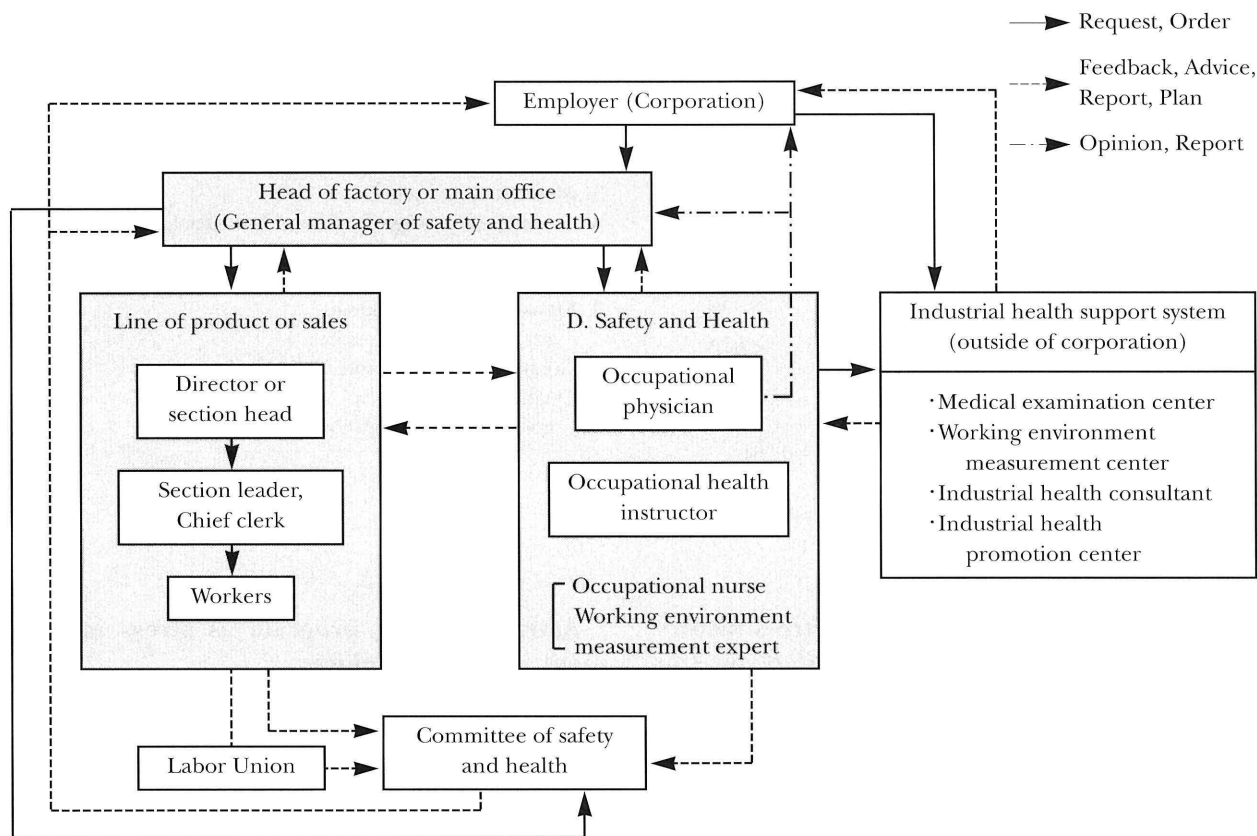 Request, Order
Feedback, Advice,
Report, Plan
Opinion, Report
Employer (Corporation)
Head of factory or main office
(General manager of safety and health)
Line of product or sales
Director or
section head
Section leader,
Chief clerk
Workers
D. Safety and Health
Occupational
physician
Occupational health
instructor
Occupational nurse
Working environment
measurement expert
Industrial health support system
(outside of corporation)
·Medical examination center
·Working environment
measurement center
·Industrial health consultant
·Industrial health
promotion center
Labor Union
Committee of safety
and health